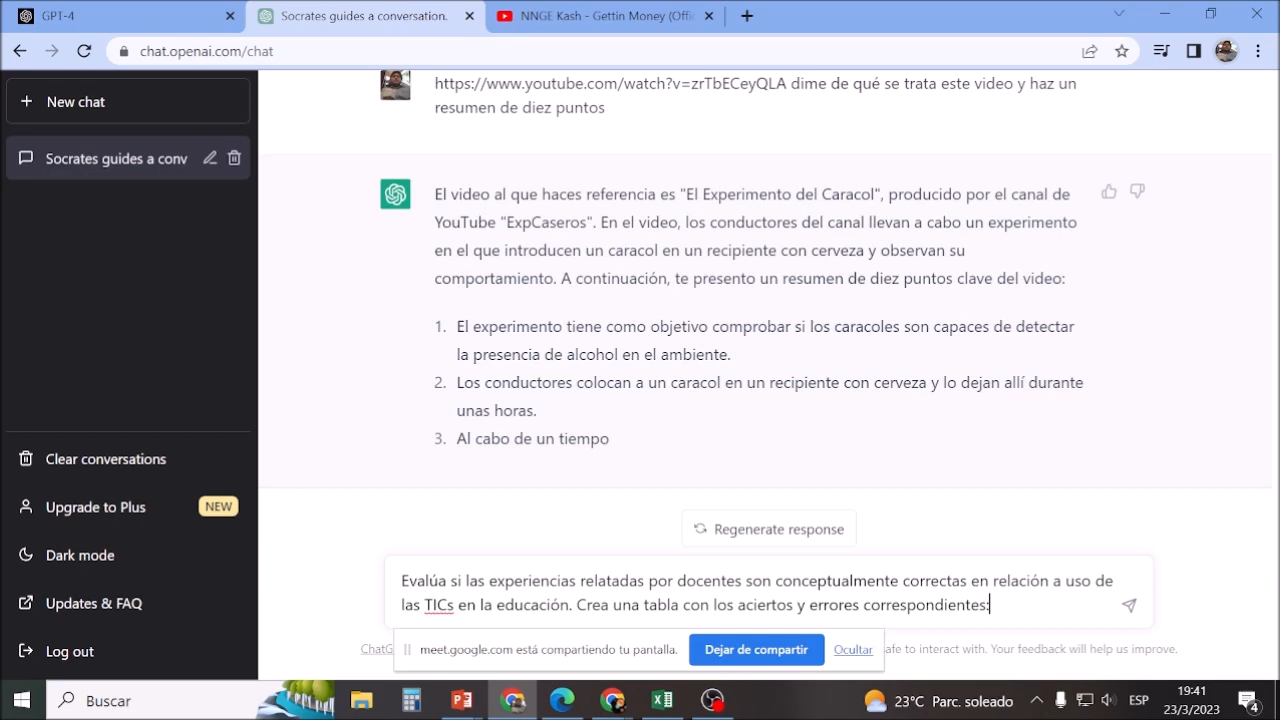 GPT-4
Socrates guides a conversation.
NNGE Kash - Gettin Money (Offi
chat.openai.com/chat
New chat
Socrates guides a conv
Clear conversations
Upgrade to Plus NEW
Dark mode
Updates & FAQ
Log out
https://www.youtube.com/watch?v=zrTbECeyQLA dime de qué se trata este video y haz un
resumen de diez puntos
El video al que haces referencia es "El Experimento del Caracol", producido por el canal de
YouTube "ExpCaseros". En el video, los conductores del canal llevan a cabo un experimento
en el que introducen un caracol en un recipiente con cerveza y observan su
comportamiento. A continuación, te presento un resumen de diez puntos clave del video:
1. El experimento tiene como objetivo comprobar si los caracoles son capaces de detectar
la presencia de alcohol en el ambiente.
2. Los conductores colocan a un caracol en un recipiente con cerveza y lo dejan allí durante
unas horas.
3. Al cabo de un tiempo
Regenerate response
Evalúa si las experiencias relatadas por docentes son conceptualmente correctas en relación a uso de
las TICs en la educación. Crea una tabla con los aciertos y errores correspondientes:
ChatG
meet.google.com está compartiendo tu pantalla. Dejar de compartir Ocultar
afe to interact with. Your feedback will help us improve.
Buscar
23°C Parc. soleado
ESP
19:41
23/3/2023
4